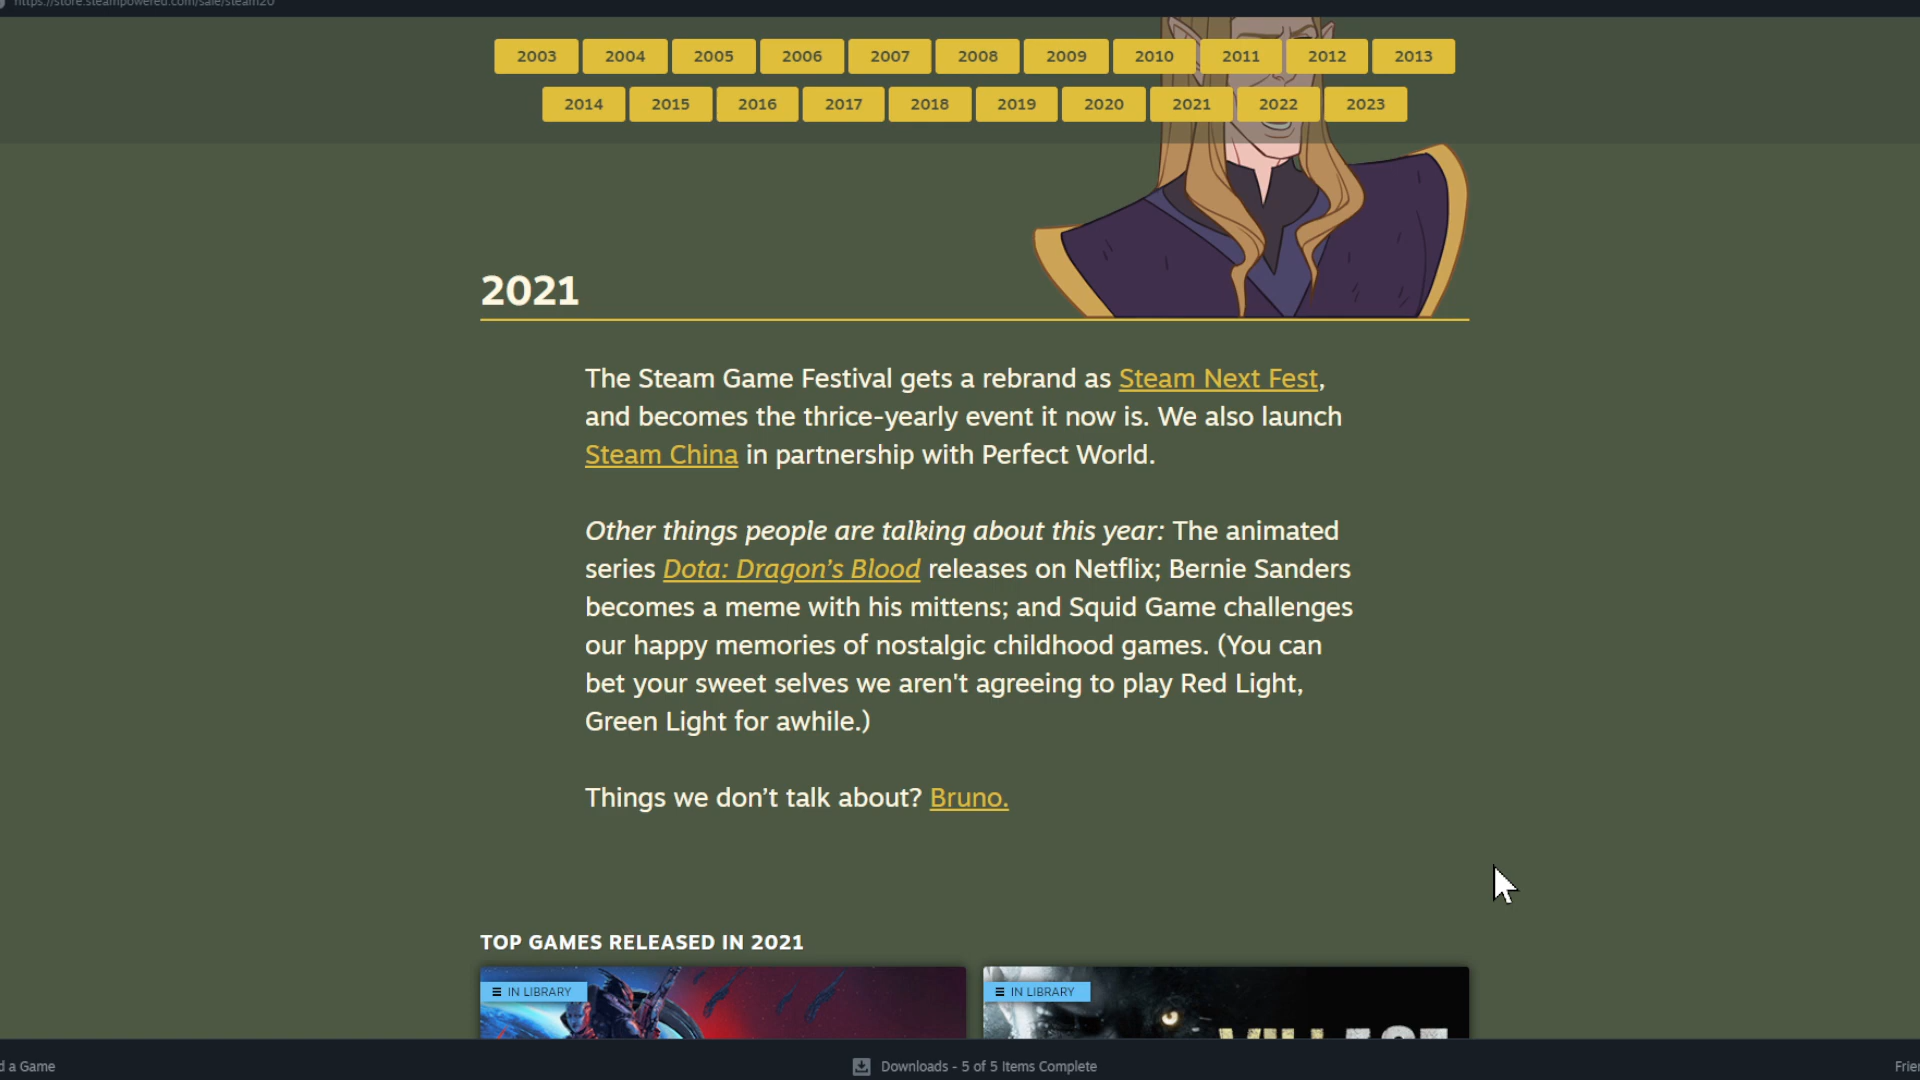 https://store.steampowered.com/sale/steam20
2003 2004 2005 2006 2007 2008 2009 2010 2011 2012 2013
2014 2015 2016 2017 2018 2019 2020 2021 2022 2023
2021
The Steam Game Festival gets a rebrand as Steam Next Fest,
and becomes the thrice-yearly event it now is. We also launch
Steam China in partnership with Perfect World.
Other things people are talking about this year: The animated
series Dota: Dragon’s Blood releases on Netflix; Bernie Sanders
becomes a meme with his mittens; and Squid Game challenges
our happy memories of nostalgic childhood games. (You can
bet your sweet selves we aren't agreeing to play Red Light,
Green Light for awhile.)
Things we don’t talk about? Bruno.
TOP GAMES RELEASED IN 2021
IN LIBRARY IN LIBRARY
d a Game Downloads - 5 of 5 Items Complete